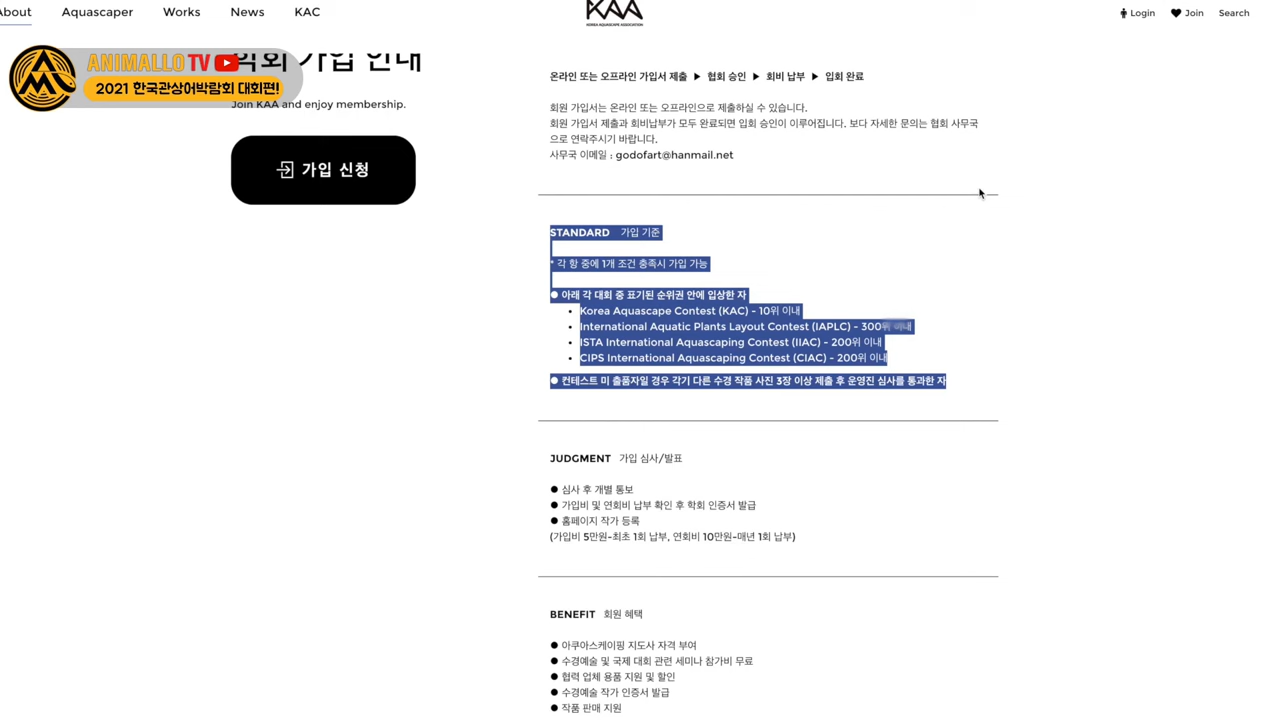 About
Aquascaper
Works
News
KAC
KAA
KOREA AQUASCAPE ASSOCIATION
Login
Join
Search
학회 가입 안내
ANIMALLO TV
2021 한국관상어박람회 대회편!
Join KAA and enjoy membership.
가입 신청
온라인 또는 오프라인 가입서 제출 ▶ 협회 승인 ▶ 회비 납부 ▶ 입회 완료
회원 가입서는 온라인 또는 오프라인으로 제출하실 수 있습니다.
회원 가입서 제출과 회비납부가 모두 완료되면 입회 승인이 이루어집니다. 보다 자세한 문의는 협회 사무국
으로 연락주시기 바랍니다.
사무국 이메일 : godofart@hanmail.net
STANDARD 가입 기준
* 각 항 중에 1개 조건 충족시 가입 가능
● 아래 각 대회 중 표기된 순위권 안에 입상한 자
• Korea Aquascape Contest (KAC) - 10위 이내
• International Aquatic Plants Layout Contest (IAPLC) - 300위 이내
• ISTA International Aquascaping Contest (IIAC) - 200위 이내
• CIPS International Aquascaping Contest (CIAC) - 200위 이내
● 컨테스트 미 출품자일 경우 각기 다른 수경 작품 사진 3장 이상 제출 후 운영진 심사를 통과한 자
JUDGMENT 가입 심사/발표
● 심사 후 개별 통보
● 가입비 및 연회비 납부 확인 후 학회 인증서 발급
● 홈페이지 작가 등록
(가입비 5만원-최초 1회 납부, 연회비 10만원-매년 1회 납부)
BENEFIT 회원 혜택
● 아쿠아스케이핑 지도사 자격 부여
● 수경예술 및 국제 대회 관련 세미나 참가비 무료
● 협력 업체 용품 지원 및 할인
● 수경예술 작가 인증서 발급
● 작품 판매 지원